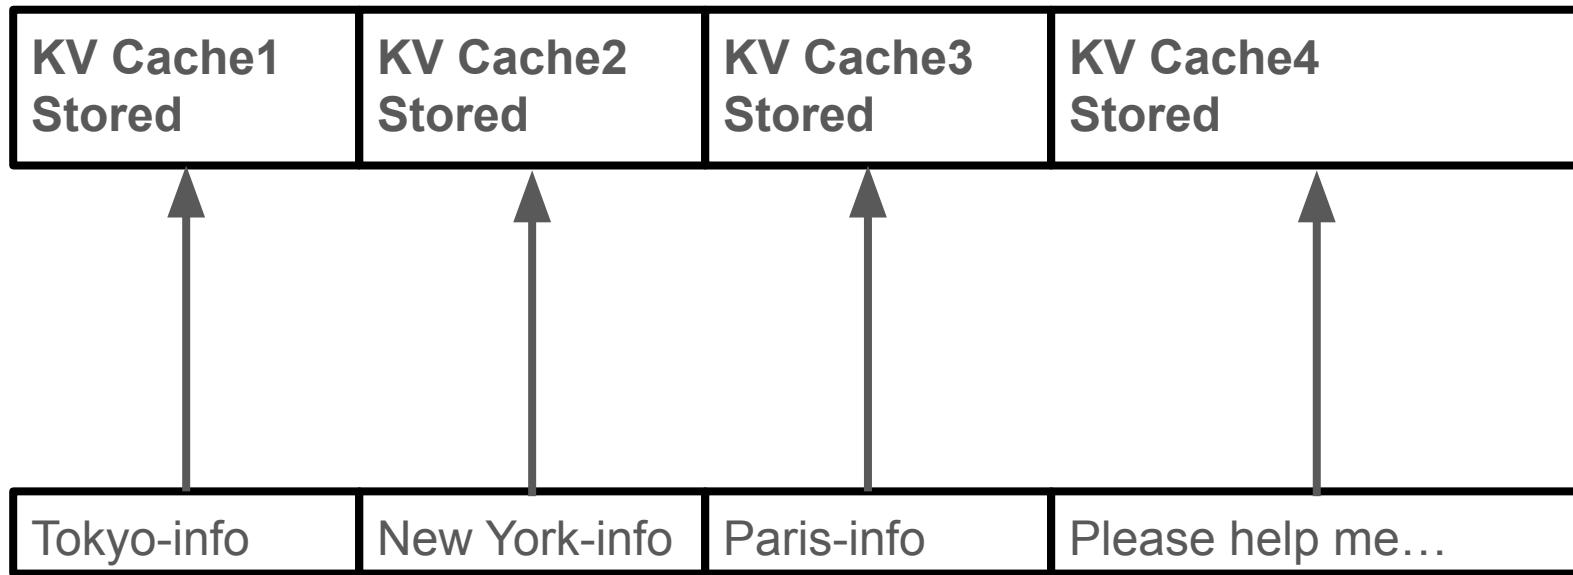 KV Cache1
Stored
KV Cache2
Stored
KV Cache3
Stored
KV Cache4
Stored
Tokyo-info
New York-info
Paris-info
Please help me…